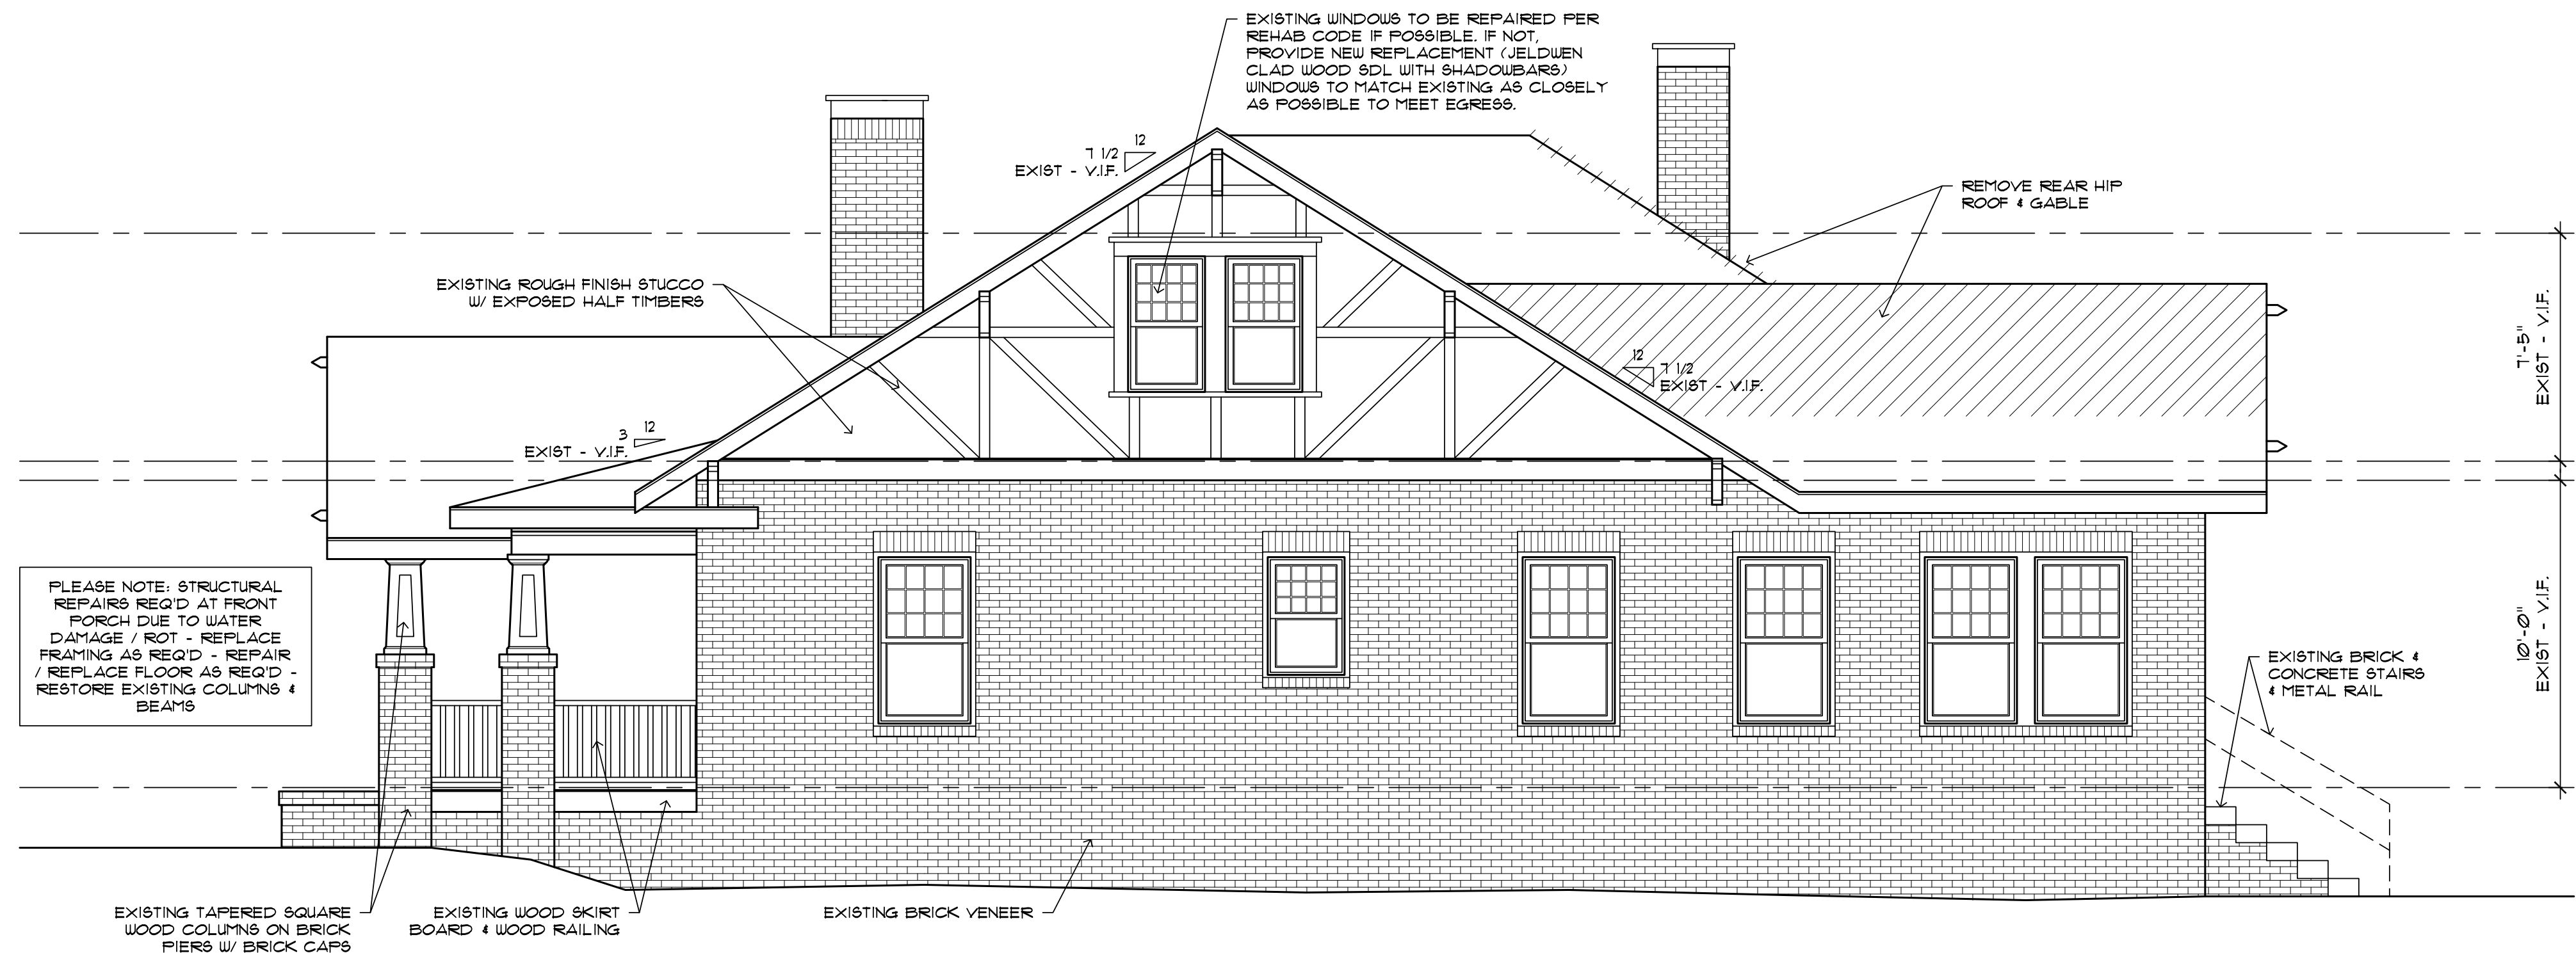 EXISTING WINDOWS TO BE REPAIRED PER
REHAB CODE IF POSSIBLE. IF NOT,
PROVIDE NEW REPLACEMENT (JELDWEN
CLAD WOOD SDL WITH SHADOWBARS)
WINDOWS TO MATCH EXISTING AS CLOSELY
AS POSSIBLE TO MEET EGRESS.
12
7 1/2
EXIST - V.I.F.
REMOVE REAR HIP
ROOF & GABLE
EXISTING ROUGH FINISH STUCCO
W/ EXPOSED HALF TIMBERS
12
7 1/2
EXIST - V.I.F.
7'-5"
EXIST - V.I.F.
12
3
EXIST - V.I.F.
PLEASE NOTE: STRUCTURAL
REPAIRS REQ'D AT FRONT
PORCH DUE TO WATER
DAMAGE / ROT - REPLACE
FRAMING AS REQ'D - REPAIR
/ REPLACE FLOOR AS REQ'D -
RESTORE EXISTING COLUMNS &
BEAMS
10'-0"
EXIST - V.I.F.
EXISTING BRICK &
CONCRETE STAIRS
& METAL RAIL
EXISTING TAPERED SQUARE
WOOD COLUMNS ON BRICK
PIERS W/ BRICK CAPS
EXISTING WOOD SKIRT
BOARD & WOOD RAILING
EXISTING BRICK VENEER